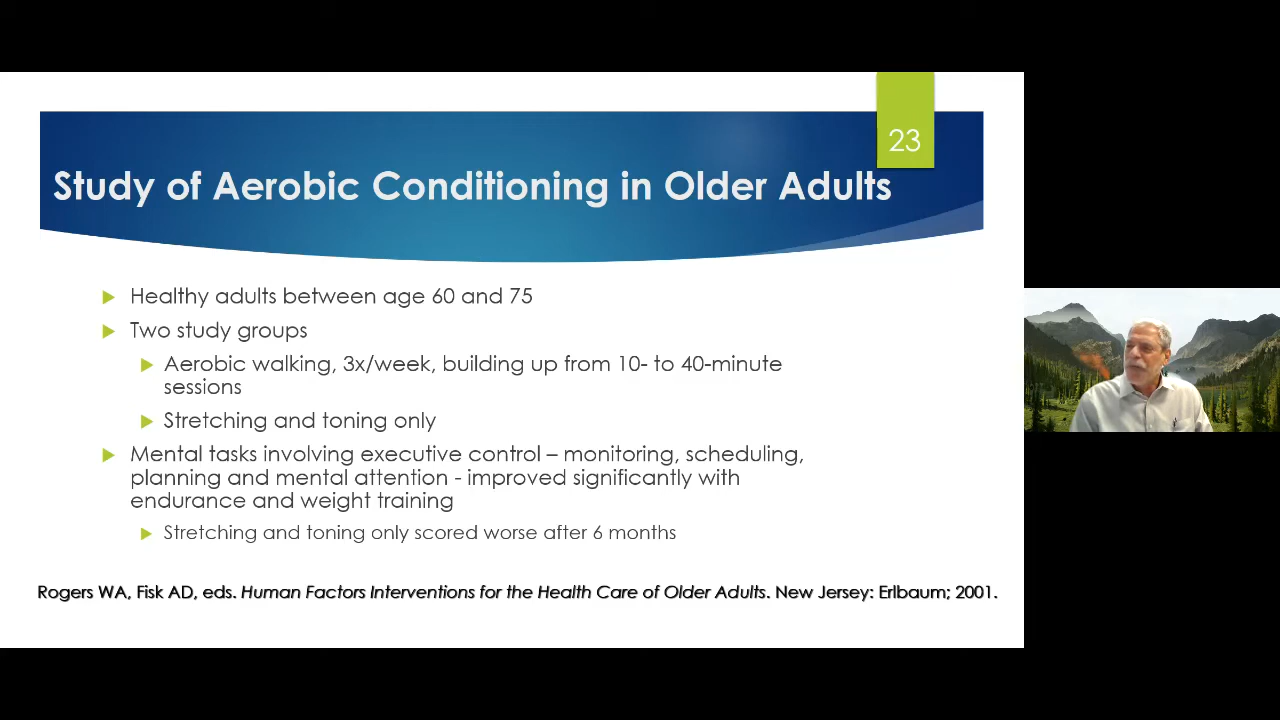 23
Study of Aerobic Conditioning in Older Adults
Healthy adults between age 60 and 75
Two study groups
Aerobic walking, 3x/week, building up from 10- to 40-minute
sessions
Stretching and toning only
Mental tasks involving executive control – monitoring, scheduling,
planning and mental attention - improved significantly with
endurance and weight training
Stretching and toning only scored worse after 6 months
Rogers WA, Fisk AD, eds. Human Factors Interventions for the Health Care of Older Adults. New Jersey: Erlbaum; 2001.